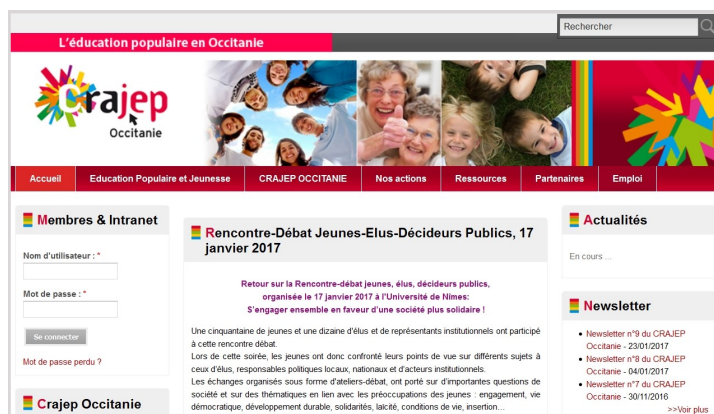 Rechercher
L'éducation populaire en Occitanie
Crajep
Occitanie
Accueil
Education Populaire et Jeunesse
CRAJEP OCCITANIE
Nos actions
Ressources
Partenaires
Emploi
Membres & Intranet
Nom d'utilisateur : *
Mot de passe : *
Se connecter
Mot de passe perdu ?
Crajep Occitanie
Rencontre-Débat Jeunes-Elus-Décideurs Publics, 17
janvier 2017
Retour sur la Rencontre-débat jeunes, élus, décideurs publics,
organisée le 17 janvier 2017 à l'Université de Nimes:
S'engager ensemble en faveur d'une société plus solidaire !
Une cinquantaine de jeunes et une dizaine d'élus et de représentants institutionnels ont participé
à cette rencontre débat.
Lors de cette soirée, les jeunes ont donc confronté leurs points de vue sur différents sujets à
ceux d'élus, responsables politiques locaux, nationaux et d'acteurs institutionnels.
Les échanges organisés sous forme d'ateliers-débat, ont porté sur d'importantes questions de
société et sur des thématiques en lien avec les préoccupations des jeunes : engagement, vie
démocratique, développement durable, solidarités, laïcité, conditions de vie, insertion…
Actualités
En cours ...
Newsletter
Newsletter n°9 du CRAJEP
Occitanie - 23/01/2017
Newsletter n°8 du CRAJEP
Occitanie - 04/01/2017
Newsletter n°7 du CRAJEP
Occitanie - 30/11/2016
>>Voir plus